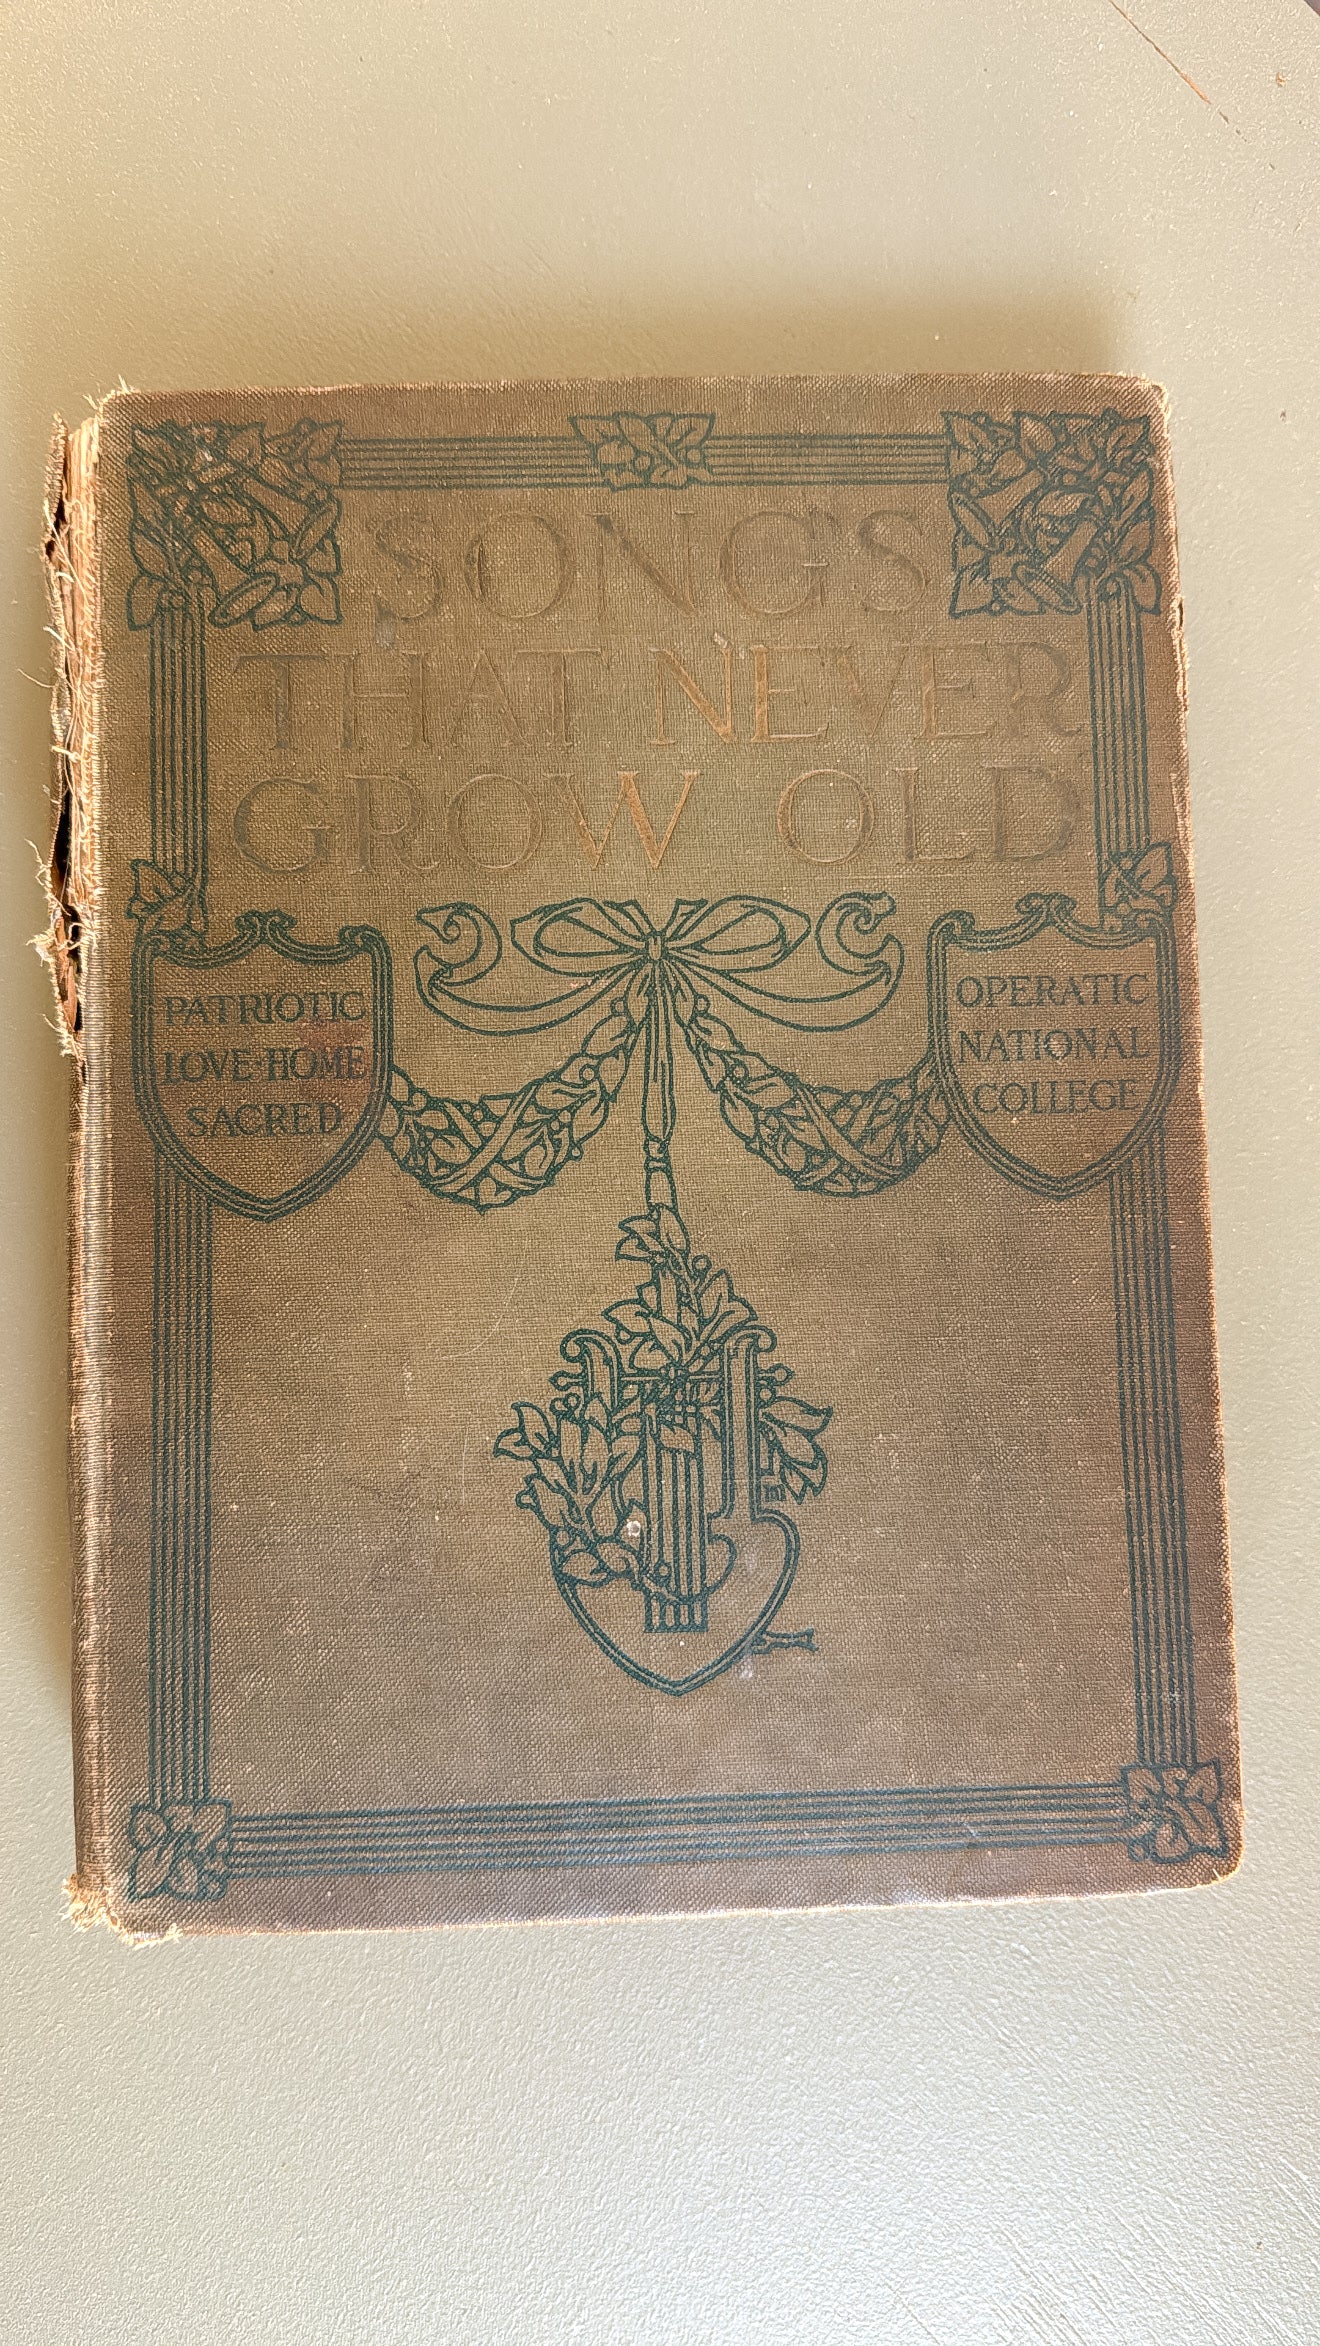 SONGS
THAT NEVER
GROW OLD
PATRIOTIC
LOVE·HOME
SACRED
OPERATIC
NATIONAL
COLLEGE